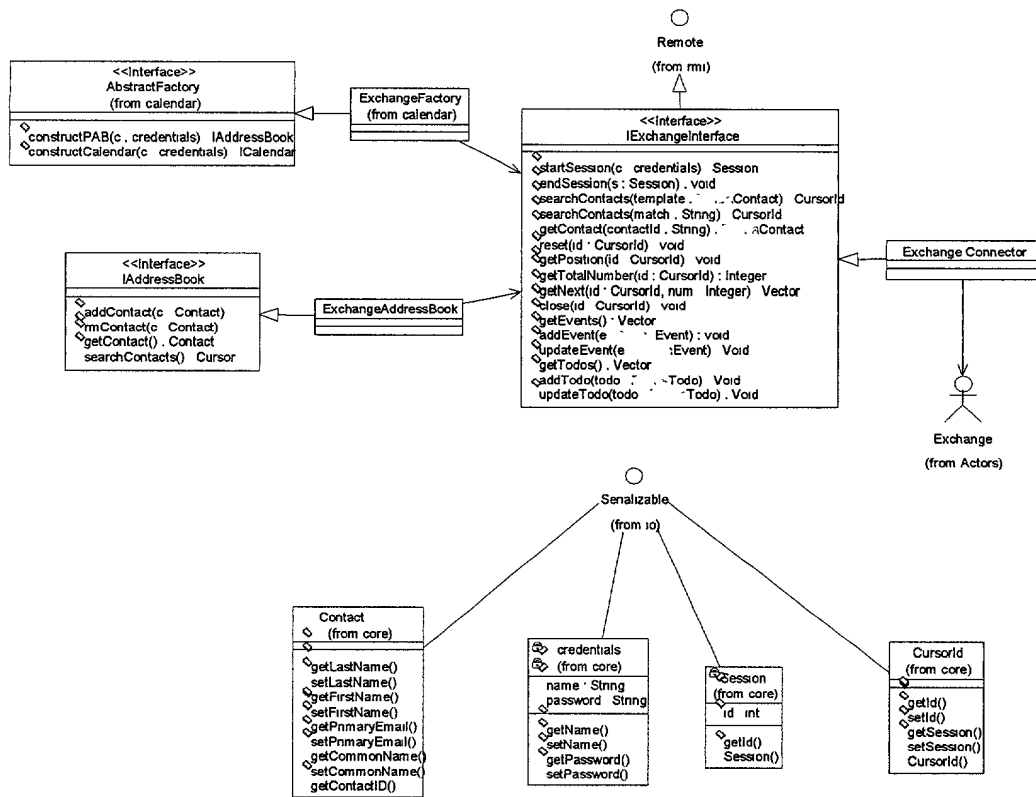 Remote
(from rmi)
<<Interface>>
AbstractFactory
(from calendar)
constructPAB(c . credentials) IAddressBook
constructCalendar(c credentials) ICalendar
ExchangeFactory
(from calendar)
<<Interface>>
IExchangeInterface
startSession(c credentials) Session
endSession(s : Session) . void
searchContacts(template . Contact) CursorId
searchContacts(match . String) CursorId
getContact(contactId . String) . aContact
reset(id · CursorId) void
getPosition(id CursorId) void
getTotalNumber(id : CursorId) : Integer
getNext(id · CursorId, num Integer) Vector
close(id CursorId) void
getEvents() · Vector
addEvent(e Event) : void
updateEvent(e Event) Void
getTodos() . Vector
addTodo(todo Todo) Void
updateTodo(todo Todo) . Void
Exchange Connector
<<Interface>>
IAddressBook
addContact(c Contact)
rmContact(c Contact)
getContact() . Contact
searchContacts() Cursor
ExchangeAddressBook
Exchange
(from Actors)
Serializable
(from io)
Contact
(from core)
getLastName()
setLastName()
getFirstName()
setFirstName()
getPrimaryEmail()
setPrimaryEmail()
getCommonName()
setCommonName()
getContactID()
credentials
(from core)
name · String
password String
getName()
setName()
getPassword()
setPassword()
Session
(from core)
id int
getId()
Session()
CursorId
(from core)
getId()
setId()
getSession()
setSession()
CursorId()